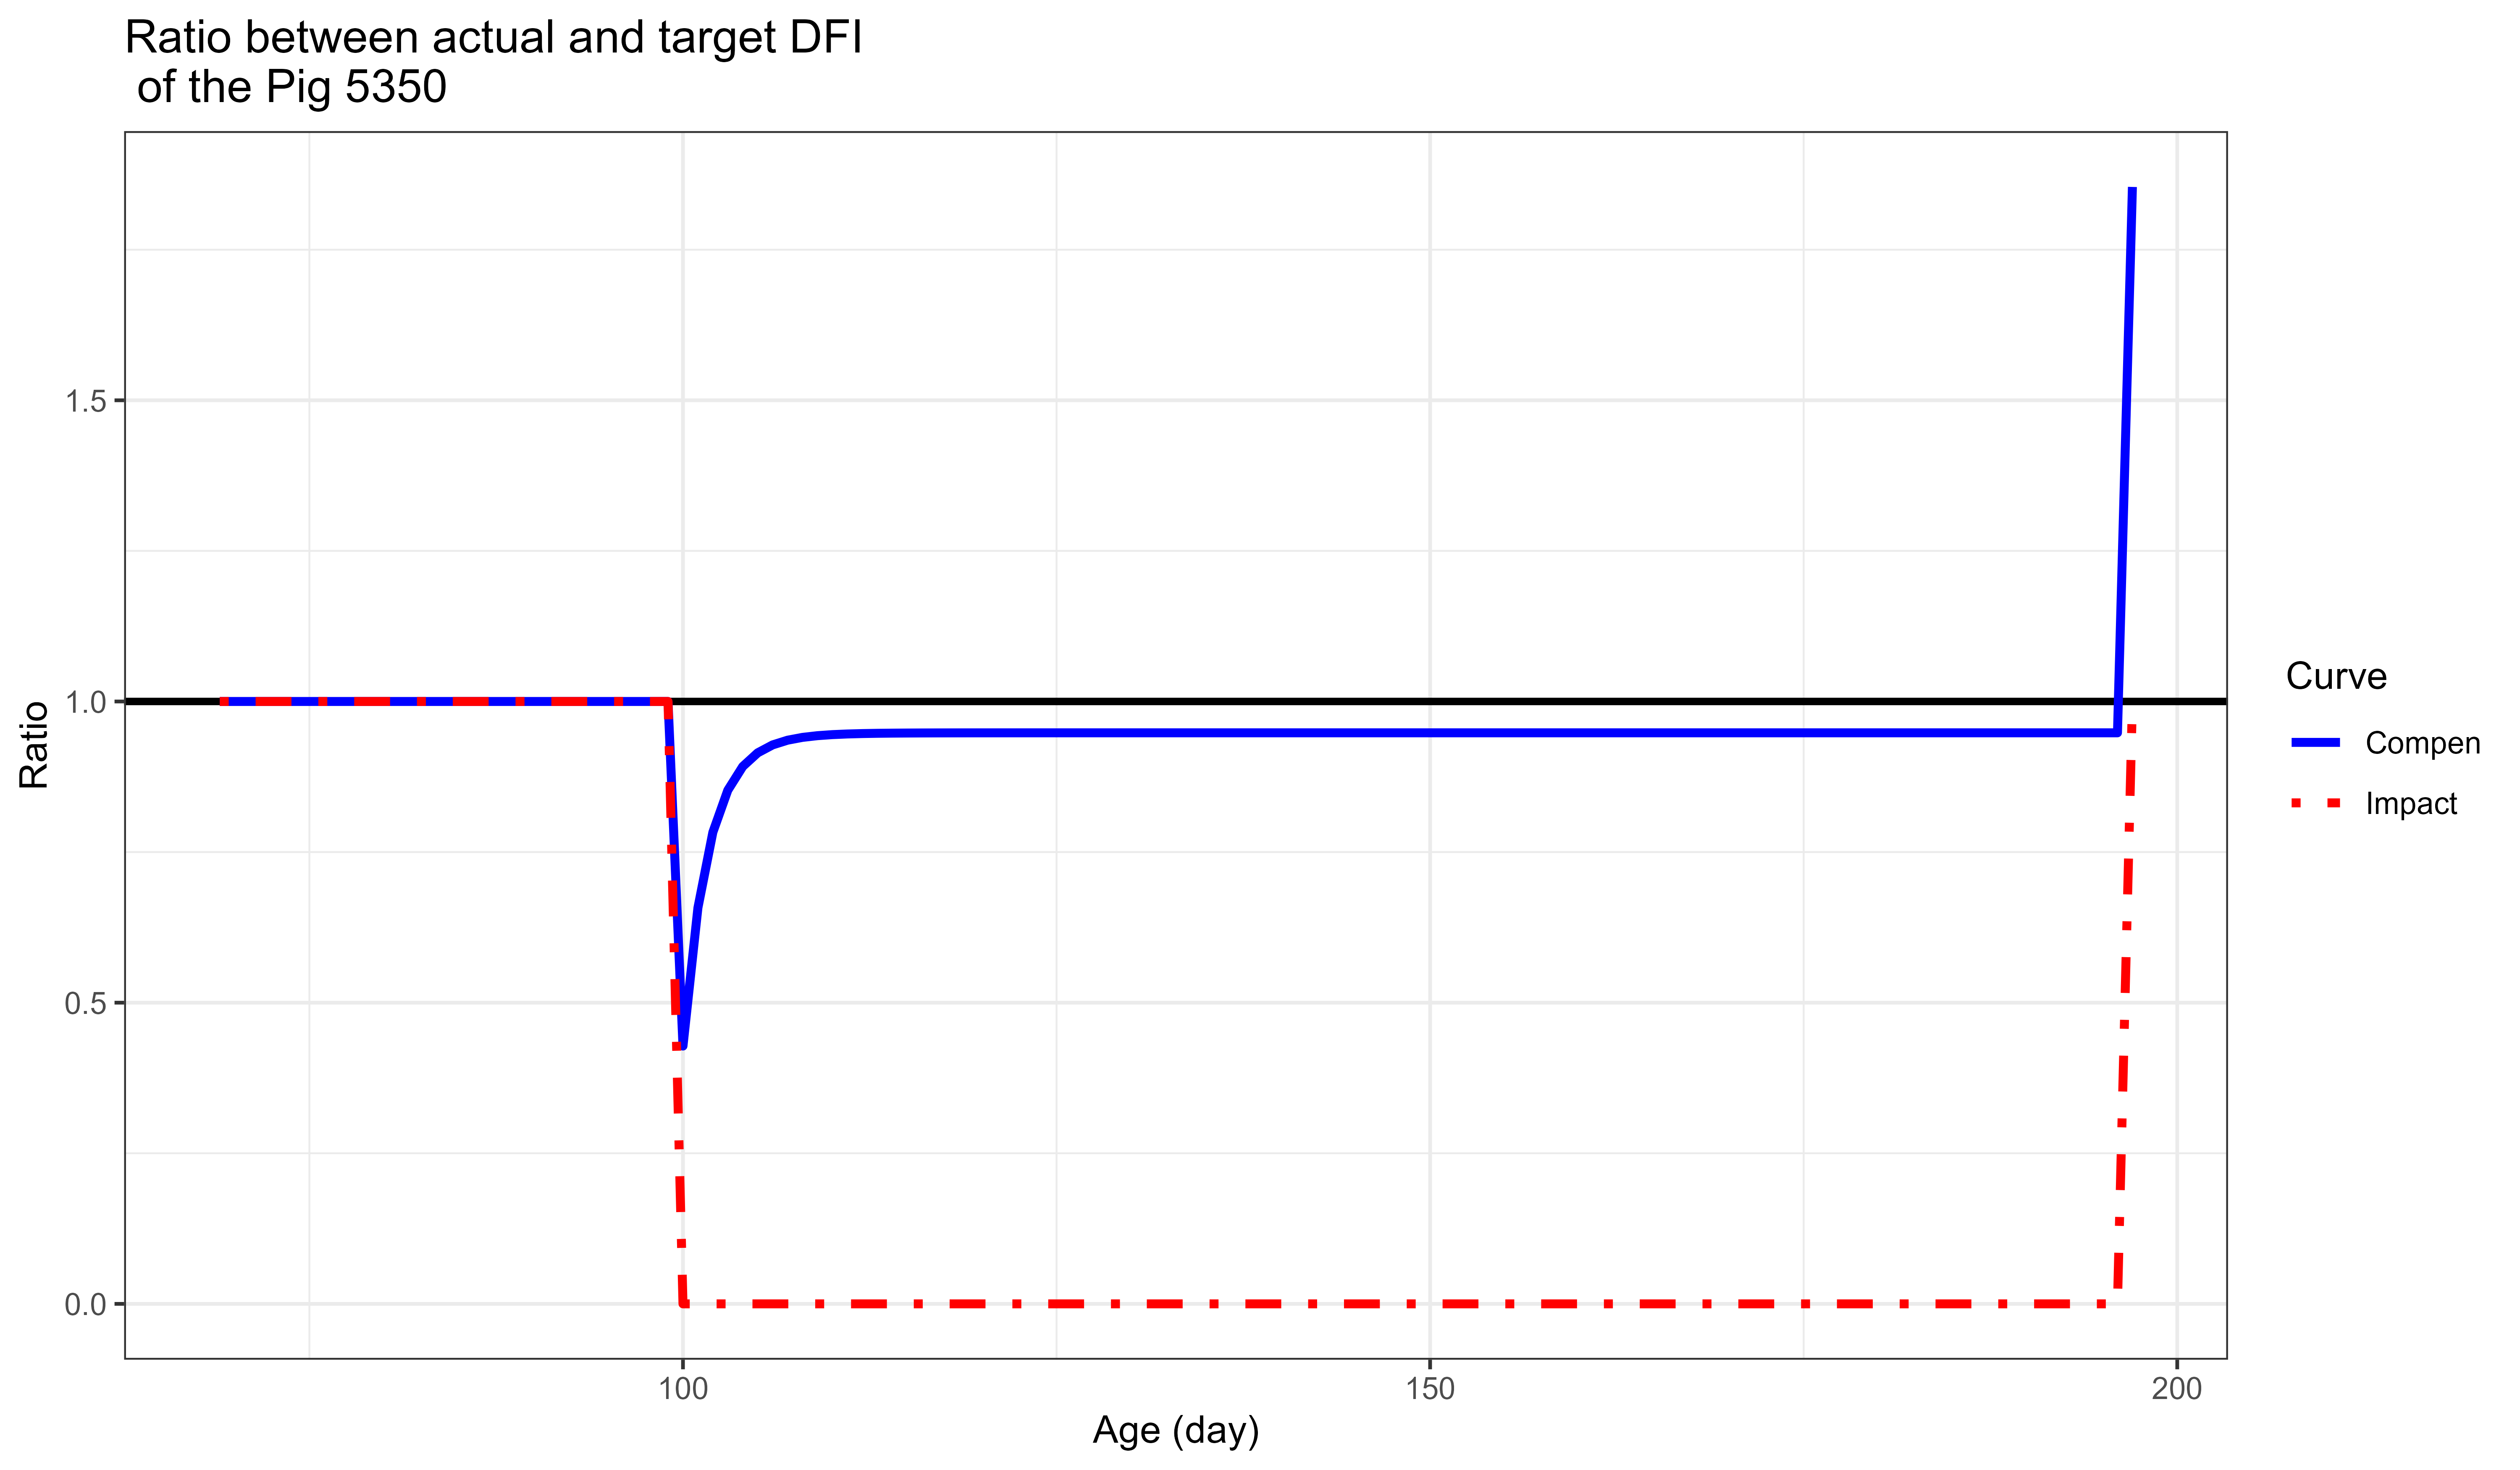 Ratio between actual and target DFI
of the Pig 5350
Ratio
1.5
1.0
0.5
0.0
100
150
200
Age (day)
Curve
Compen
Impact